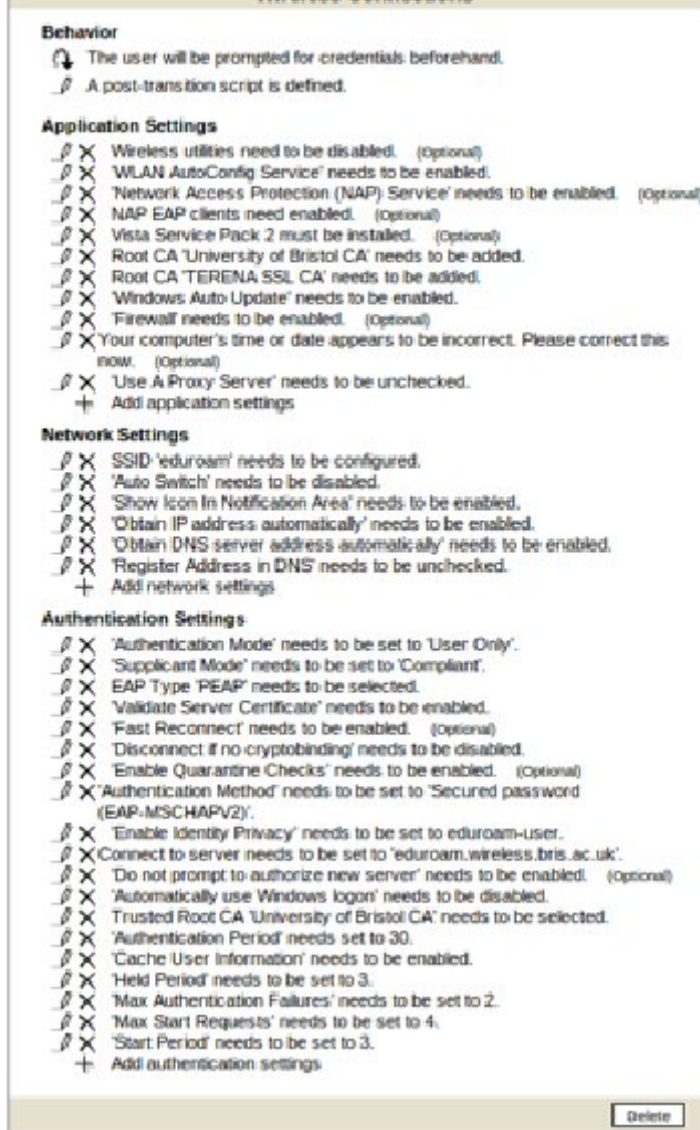 Behavior
The user will be prompted for credentials beforehand.
A post-transition script is defined.
Application Settings
Wireless utilities need to be disabled. (Optional)
'WLAN AutoConfig Service' needs to be enabled.
'Network Access Protection (NAP) Service' needs to be enabled. (Optional)
NAP EAP clients need enabled. (Optional)
Vista Service Pack 2 must be installed. (Optional)
Root CA 'University of Bristol CA' needs to be added.
Root CA 'TERENA SSL CA' needs to be added.
'Windows Auto Update' needs to be enabled.
'Firewall' needs to be enabled. (Optional)
Your computer's time or date appears to be incorrect. Please correct this
now. (Optional)
'Use A Proxy Server' needs to be unchecked.
Add application settings
Network Settings
SSID 'eduroam' needs to be configured.
'Auto Switch' needs to be disabled.
'Show Icon In Notification Area' needs to be enabled.
'Obtain IP address automatically' needs to be enabled.
'Obtain DNS server address automatically' needs to be enabled.
'Register Address in DNS' needs to be unchecked.
Add network settings
Authentication Settings
'Authentication Mode' needs to be set to 'User Only'.
'Supplicant Mode' needs to be set to 'Compliant'.
EAP Type 'PEAP' needs to be selected.
'Validate Server Certificate' needs to be enabled.
'Fast Reconnect' needs to be enabled. (Optional)
'Disconnect if no cryptobinding' needs to be disabled.
'Enable Quarantine Checks' needs to be enabled. (Optional)
'Authentication Method' needs to be set to 'Secured password
(EAP-MSCHAPV2)'.
'Enable Identity Privacy' needs to be set to eduroam-user.
Connect to server needs to be set to 'eduroam.wireless.bris.ac.uk'.
'Do not prompt to authorize new server' needs to be enabled. (Optional)
'Automatically use Windows logon' needs to be disabled.
Trusted Root CA 'University of Bristol CA' needs to be selected.
'Authentication Period' needs set to 30.
'Cache User Information' needs to be enabled.
'Held Period' needs to be set to 3.
'Max Authentication Failures' needs to be set to 2.
'Max Start Requests' needs to be set to 4.
'Start Period' needs to be set to 3.
Add authentication settings
Delete